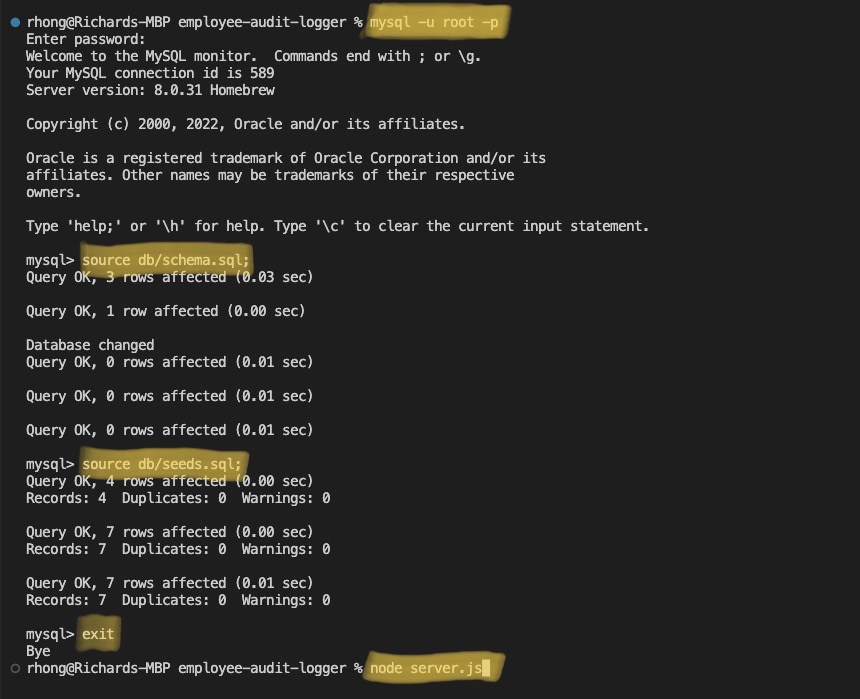 rhong@Richards-MBP employee-audit-logger % mysql -u root -p
Enter password:
Welcome to the MySQL monitor.  Commands end with ; or \g.
Your MySQL connection id is 589
Server version: 8.0.31 Homebrew
Copyright (c) 2000, 2022, Oracle and/or its affiliates.
Oracle is a registered trademark of Oracle Corporation and/or its
affiliates. Other names may be trademarks of their respective
owners.
Type 'help;' or '\h' for help. Type '\c' to clear the current input statement.
mysql> source db/schema.sql;
Query OK, 3 rows affected (0.03 sec)
Query OK, 1 row affected (0.00 sec)
Database changed
Query OK, 0 rows affected (0.01 sec)
Query OK, 0 rows affected (0.01 sec)
Query OK, 0 rows affected (0.01 sec)
mysql> source db/seeds.sql;
Query OK, 4 rows affected (0.00 sec)
Records: 4  Duplicates: 0  Warnings: 0
Query OK, 7 rows affected (0.00 sec)
Records: 7  Duplicates: 0  Warnings: 0
Query OK, 7 rows affected (0.01 sec)
Records: 7  Duplicates: 0  Warnings: 0
mysql> exit
Bye
rhong@Richards-MBP employee-audit-logger % node server.js